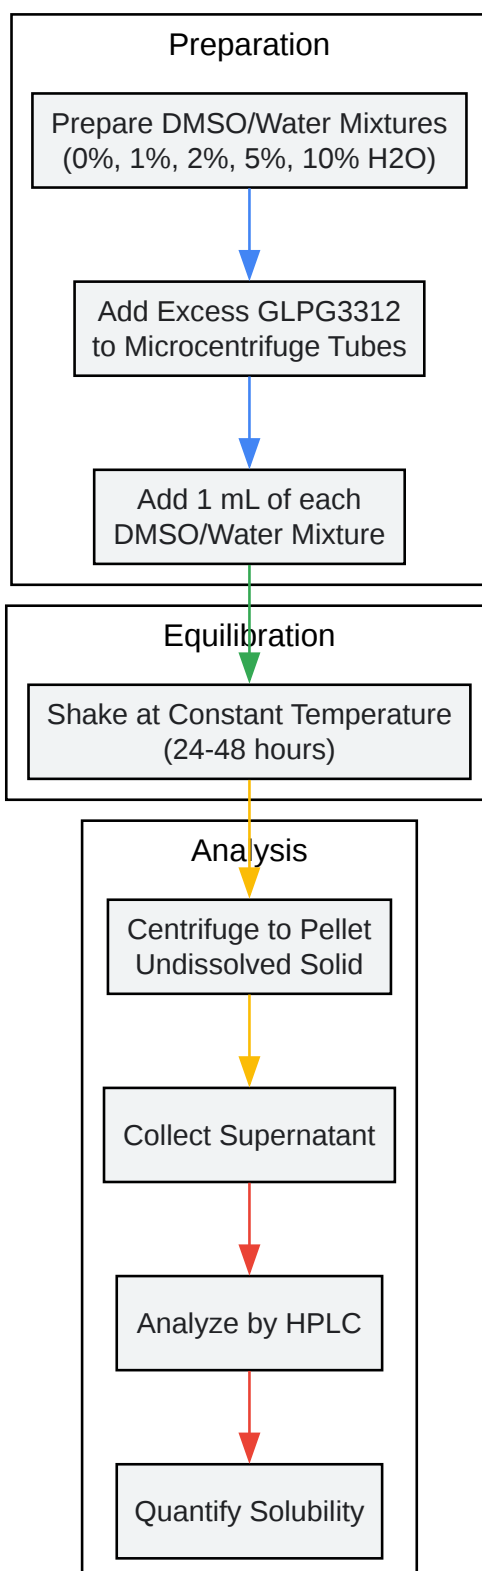 Preparation
Prepare DMSO/Water Mixtures
(0%, 1%, 2%, 5%, 10% H2O)
Add Excess GLPG3312
to Microcentrifuge Tubes
Add 1 mL of each
DMSO/Water Mixture
Equilibration
Shake at Constant Temperature
(24-48 hours)
Analysis
Centrifuge to Pellet
Undissolved Solid
Collect Supernatant
Analyze by HPLC
Quantify Solubility